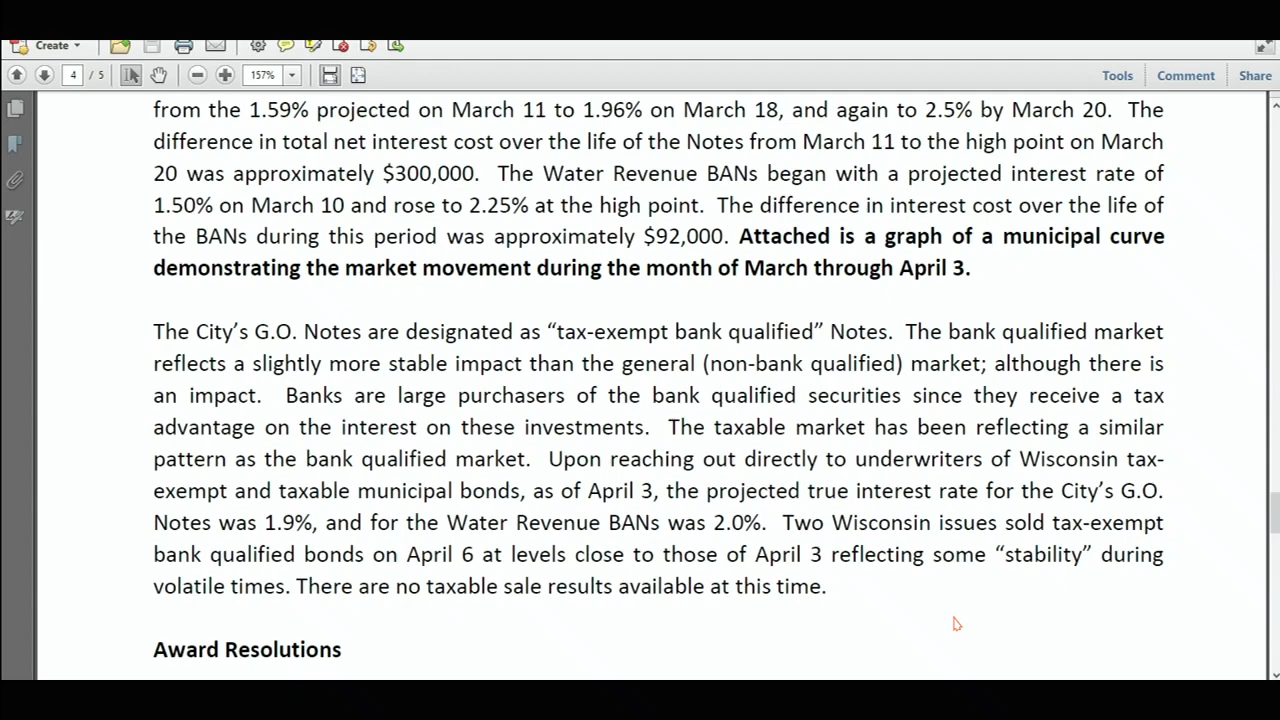 Create
4 / 5
157%
Tools
Comment
Share
from the 1.59% projected on March 11 to 1.96% on March 18, and again to 2.5% by March 20. The
difference in total net interest cost over the life of the Notes from March 11 to the high point on March
20 was approximately $300,000. The Water Revenue BANs began with a projected interest rate of
1.50% on March 10 and rose to 2.25% at the high point. The difference in interest cost over the life of
the BANs during this period was approximately $92,000. Attached is a graph of a municipal curve
demonstrating the market movement during the month of March through April 3.
The City’s G.O. Notes are designated as “tax-exempt bank qualified” Notes. The bank qualified market
reflects a slightly more stable impact than the general (non-bank qualified) market; although there is
an impact. Banks are large purchasers of the bank qualified securities since they receive a tax
advantage on the interest on these investments. The taxable market has been reflecting a similar
pattern as the bank qualified market. Upon reaching out directly to underwriters of Wisconsin tax-
exempt and taxable municipal bonds, as of April 3, the projected true interest rate for the City’s G.O.
Notes was 1.9%, and for the Water Revenue BANs was 2.0%. Two Wisconsin issues sold tax-exempt
bank qualified bonds on April 6 at levels close to those of April 3 reflecting some “stability” during
volatile times. There are no taxable sale results available at this time.
Award Resolutions